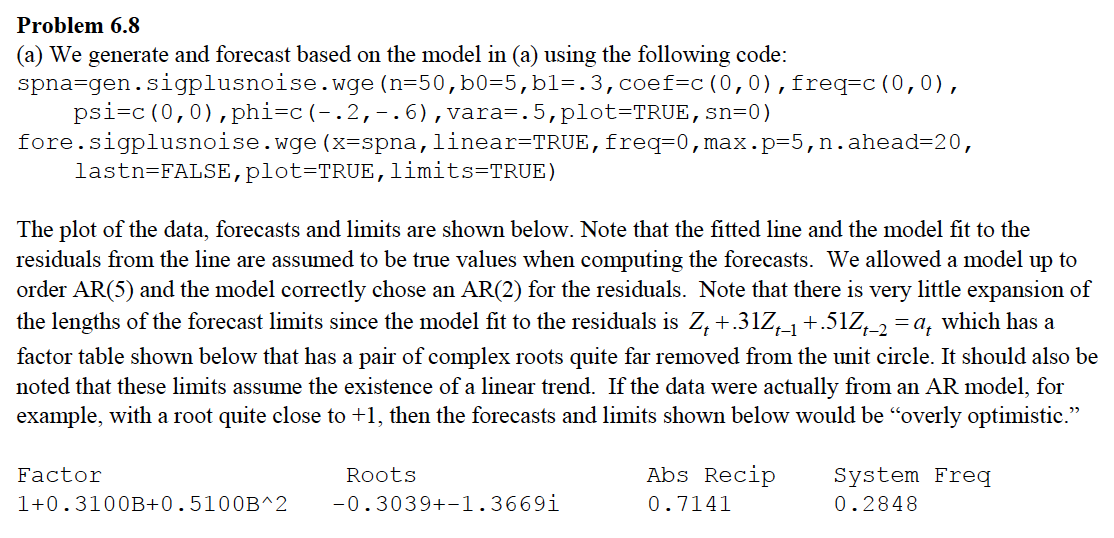 Problem 6.8
(a) We generate and forecast based on the model in (a) using the following code:
spna=gen.sigplusnoise.wge(n=50,b0=5,b1=.3,coef=c(0,0),freq=c(0,0),
psi=c(0,0),phi=c(-.2,-.6),vara=.5,plot=TRUE,sn=0)
fore.sigplusnoise.wge(x=spna,linear=TRUE,freq=0,max.p=5,n.ahead=20,
lastn=FALSE,plot=TRUE,limits=TRUE)
The plot of the data, forecasts and limits are shown below. Note that the fitted line and the model fit to the
residuals from the line are assumed to be true values when computing the forecasts. We allowed a model up to
order AR(5) and the model correctly chose an AR(2) for the residuals. Note that there is very little expansion of
the lengths of the forecast limits since the model fit to the residuals is Z_t + .31Z_{t-1} + .51Z_{t-2} = a_t which has a
factor table shown below that has a pair of complex roots quite far removed from the unit circle. It should also be
noted that these limits assume the existence of a linear trend. If the data were actually from an AR model, for
example, with a root quite close to +1, then the forecasts and limits shown below would be “overly optimistic.”
Factor Roots Abs Recip System Freq
1+0.3100B+0.5100B^2 -0.3039+-1.3669i 0.7141 0.2848